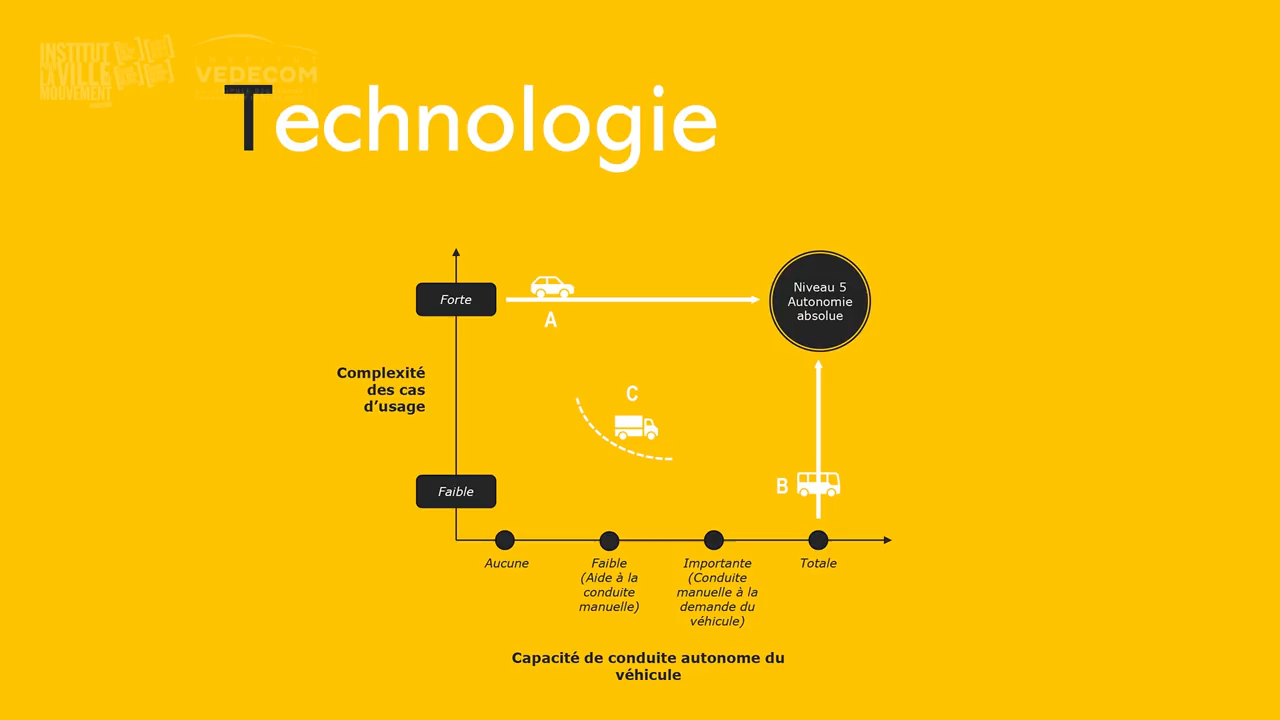 INSTITUT
VILLE
MOUVEMENT
VEDECOM
Technologie
Forte
A
Niveau 5
Autonomie
absolue
Complexité
des cas
d’usage
C
Faible
B
Aucune
Faible
(Aide à la
conduite
manuelle)
Importante
(Conduite
manuelle à la
demande du
véhicule)
Totale
Capacité de conduite autonome du
véhicule